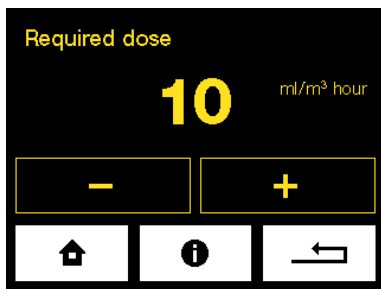 Required dose
10 ml/m³ hour
− +
i